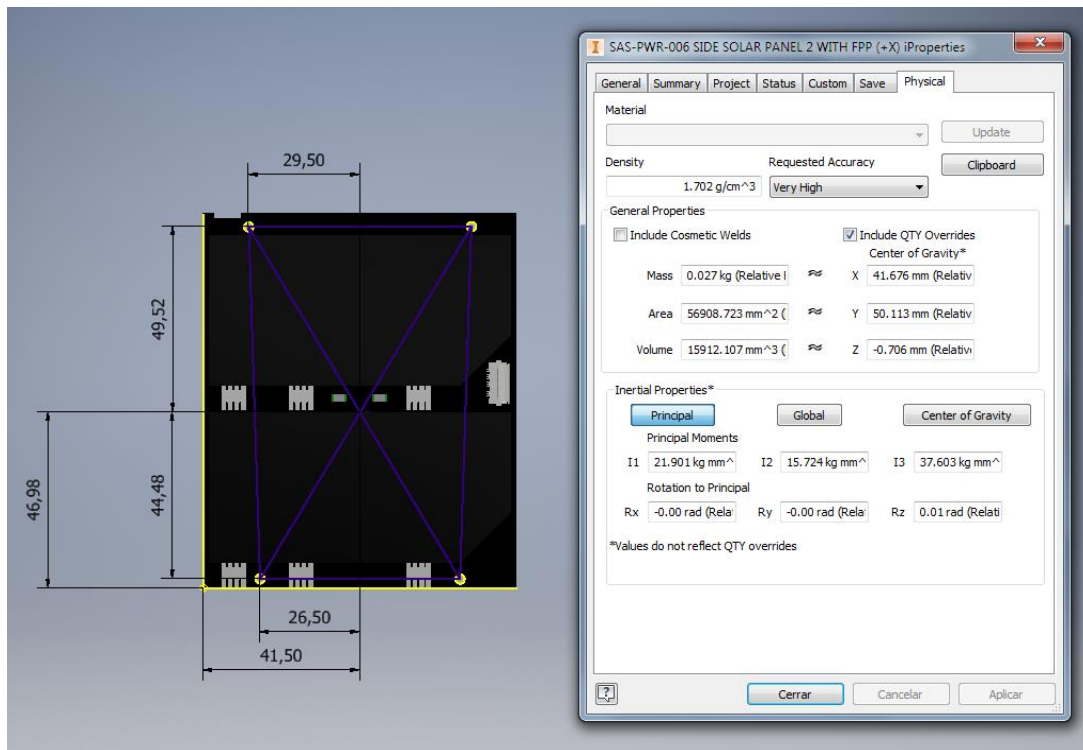 SAS-PWR-006 SIDE SOLAR PANEL 2 WITH FPP (+X) iProperties
General Summary Project Status Custom Save Physical
Material
Update
Density Requested Accuracy Clipboard
1.702 g/cm^3 Very High
General Properties
Include Cosmetic Welds Include QTY Overrides
Center of Gravity*
Mass 0.027 kg (Relative X 41.676 mm (Relativ
Area 56908.723 mm^2 ( Y 50.113 mm (Relativ
Volume 15912.107 mm^3 ( Z -0.706 mm (Relativ
Inertial Properties*
Principal Global Center of Gravity
Principal Moments
I1 21.901 kg mm^ I2 15.724 kg mm^ I3 37.603 kg mm^
Rotation to Principal
Rx -0.00 rad (Rela Ry -0.00 rad (Rela Rz 0.01 rad (Relati
*Values do not reflect QTY overrides
Cerrar Cancelar Aplicar
29,50
49,52
46,98
44,48
26,50
41,50